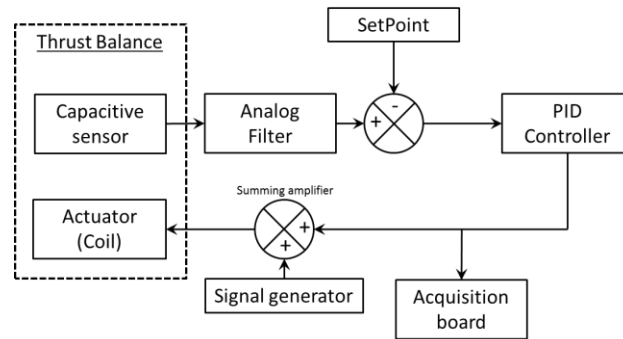 SetPoint
Thrust Balance
Capacitive
sensor
Analog
Filter
-
+
PID
Controller
Summing amplifier
Actuator
(Coil)
+
+
Signal generator
Acquisition
board